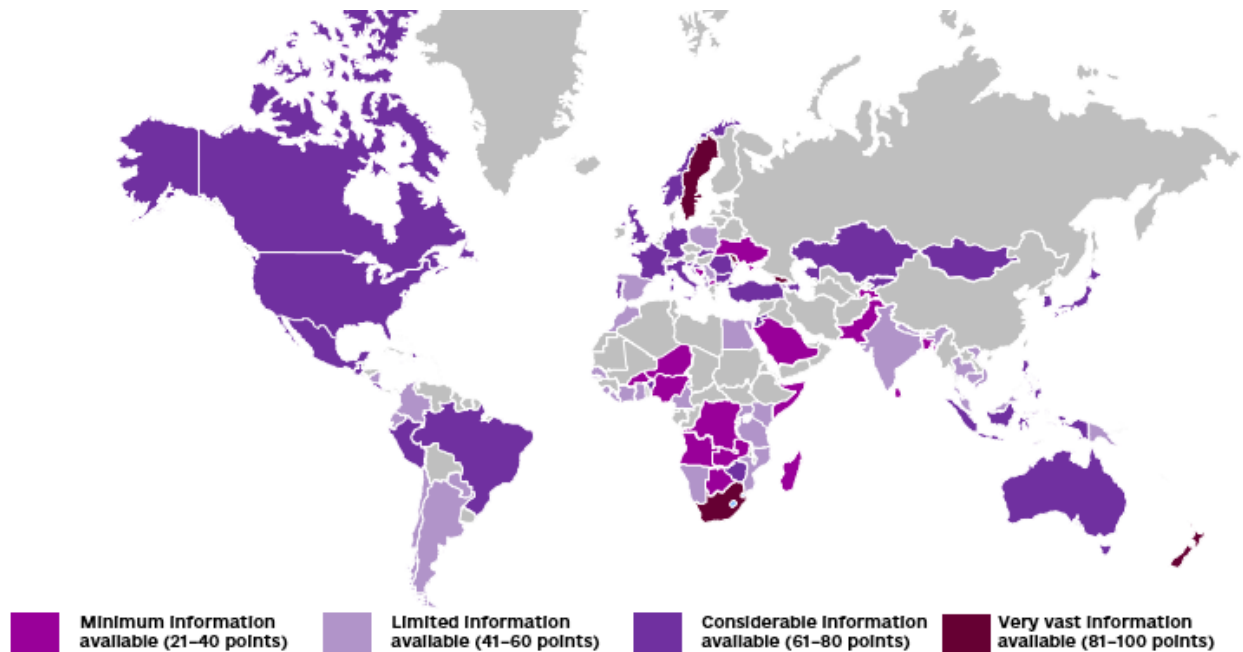 Minimum information
available (21–40 points)
Limited information
available (41–60 points)
Considerable information
available (61–80 points)
Very vast information
available (81–100 points)